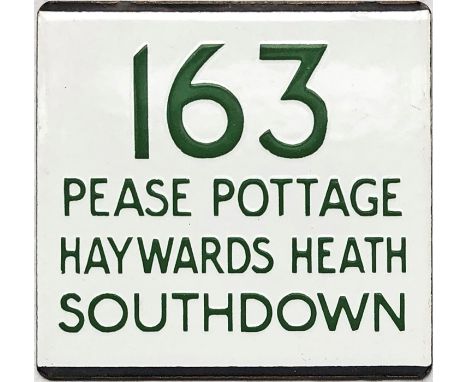 163
PEASE POTTAGE
HAYWARDS HEATH
SOUTHDOWN